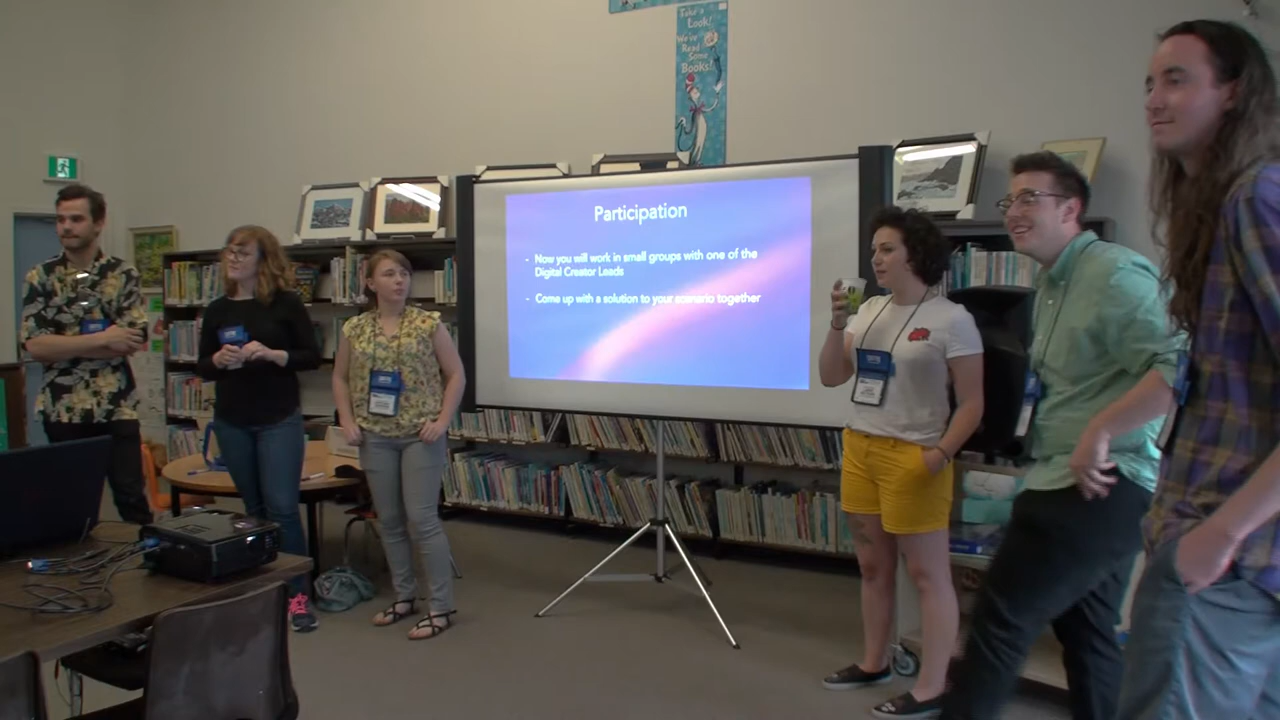 Take a
Look!
We've
Read
Some
Books!
Participation
- Now you will work in small groups with one of the
Digital Creator Leads
- Come up with a solution to your scenario together